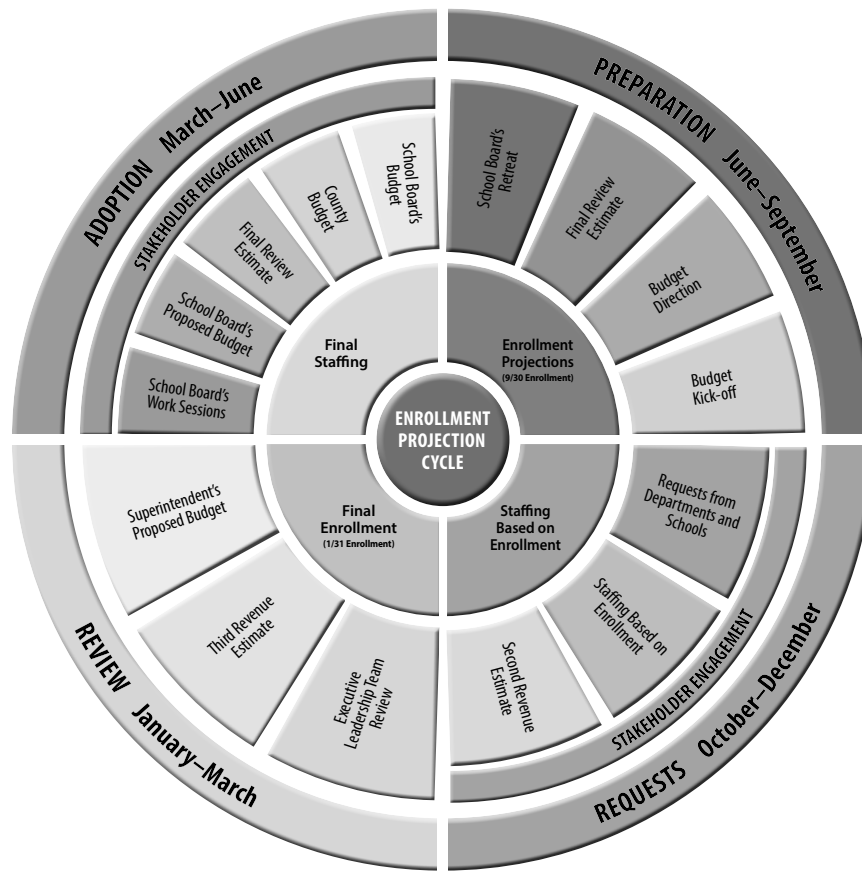 PREPARATION June–September
School Board's
Retreat
Final Review
Estimate
Budget
Direction
Budget
Kick-off
Enrollment
Projections
(9/30 Enrollment)
REQUESTS October–December
STAKEHOLDER ENGAGEMENT
Requests from
Departments and
Schools
Staffing Based on
Enrollment
Second Revenue
Estimate
Staffing
Based on
Enrollment
REVIEW January–March
Executive
Leadership Team
Review
Third Revenue
Estimate
Superintendent's
Proposed Budget
Final
Enrollment
(1/31 Enrollment)
ADOPTION March–June
STAKEHOLDER ENGAGEMENT
School Board's
Work Sessions
School Board's
Proposed Budget
Final Review
Estimate
County
Budget
School Board's
Budget
Final
Staffing
ENROLLMENT
PROJECTION
CYCLE